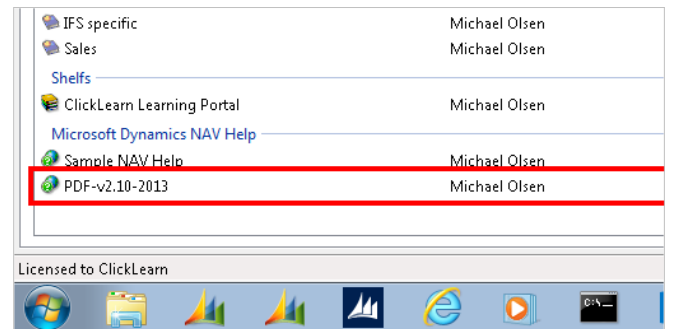 IFS specific Michael Olsen
Sales Michael Olsen
Shelfs
ClickLearn Learning Portal Michael Olsen
Microsoft Dynamics NAV Help
Sample NAV Help Michael Olsen
PDF-v2.10-2013 Michael Olsen
Licensed to ClickLearn
C:\_